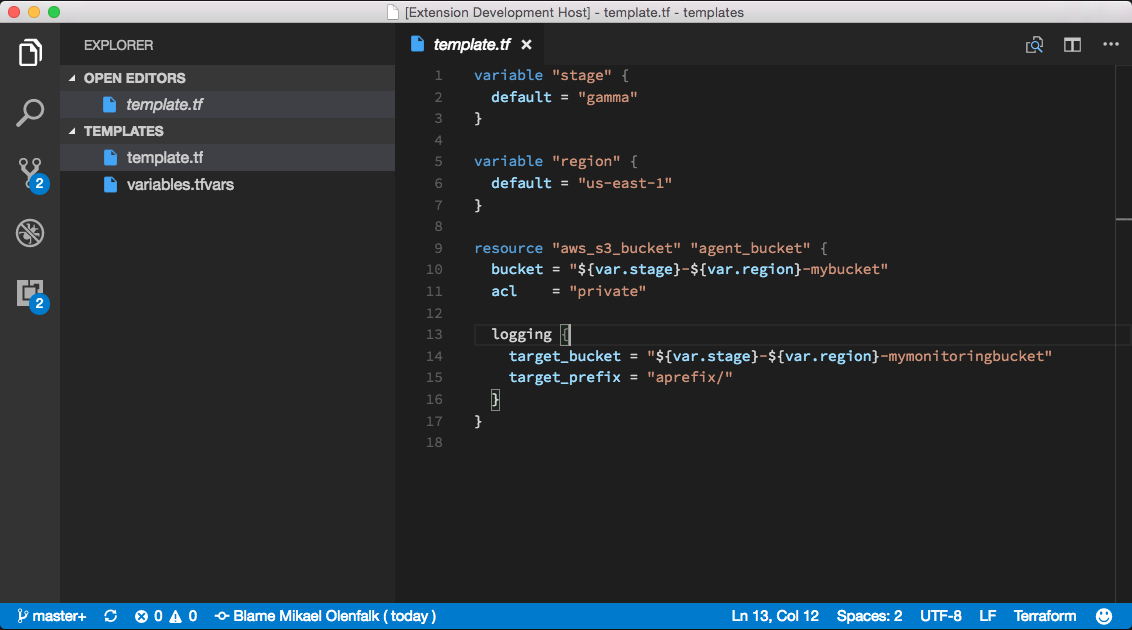 [Extension Development Host] - template.tf - templates
EXPLORER
OPEN EDITORS
template.tf
TEMPLATES
template.tf
variables.tfvars
2
2
template.tf ×
1 variable "stage" {
2   default = "gamma"
3 }
4
5 variable "region" {
6   default = "us-east-1"
7 }
8
9 resource "aws_s3_bucket" "agent_bucket" {
10   bucket = "${var.stage}-${var.region}-mybucket"
11   acl    = "private"
12
13   logging {
14     target_bucket = "${var.stage}-${var.region}-mymonitoringbucket"
15     target_prefix = "aprefix/"
16   }
17 }
18
master+ 0 0 Blame Mikael Olenfalk ( today ) Ln 13, Col 12 Spaces: 2 UTF-8 LF Terraform